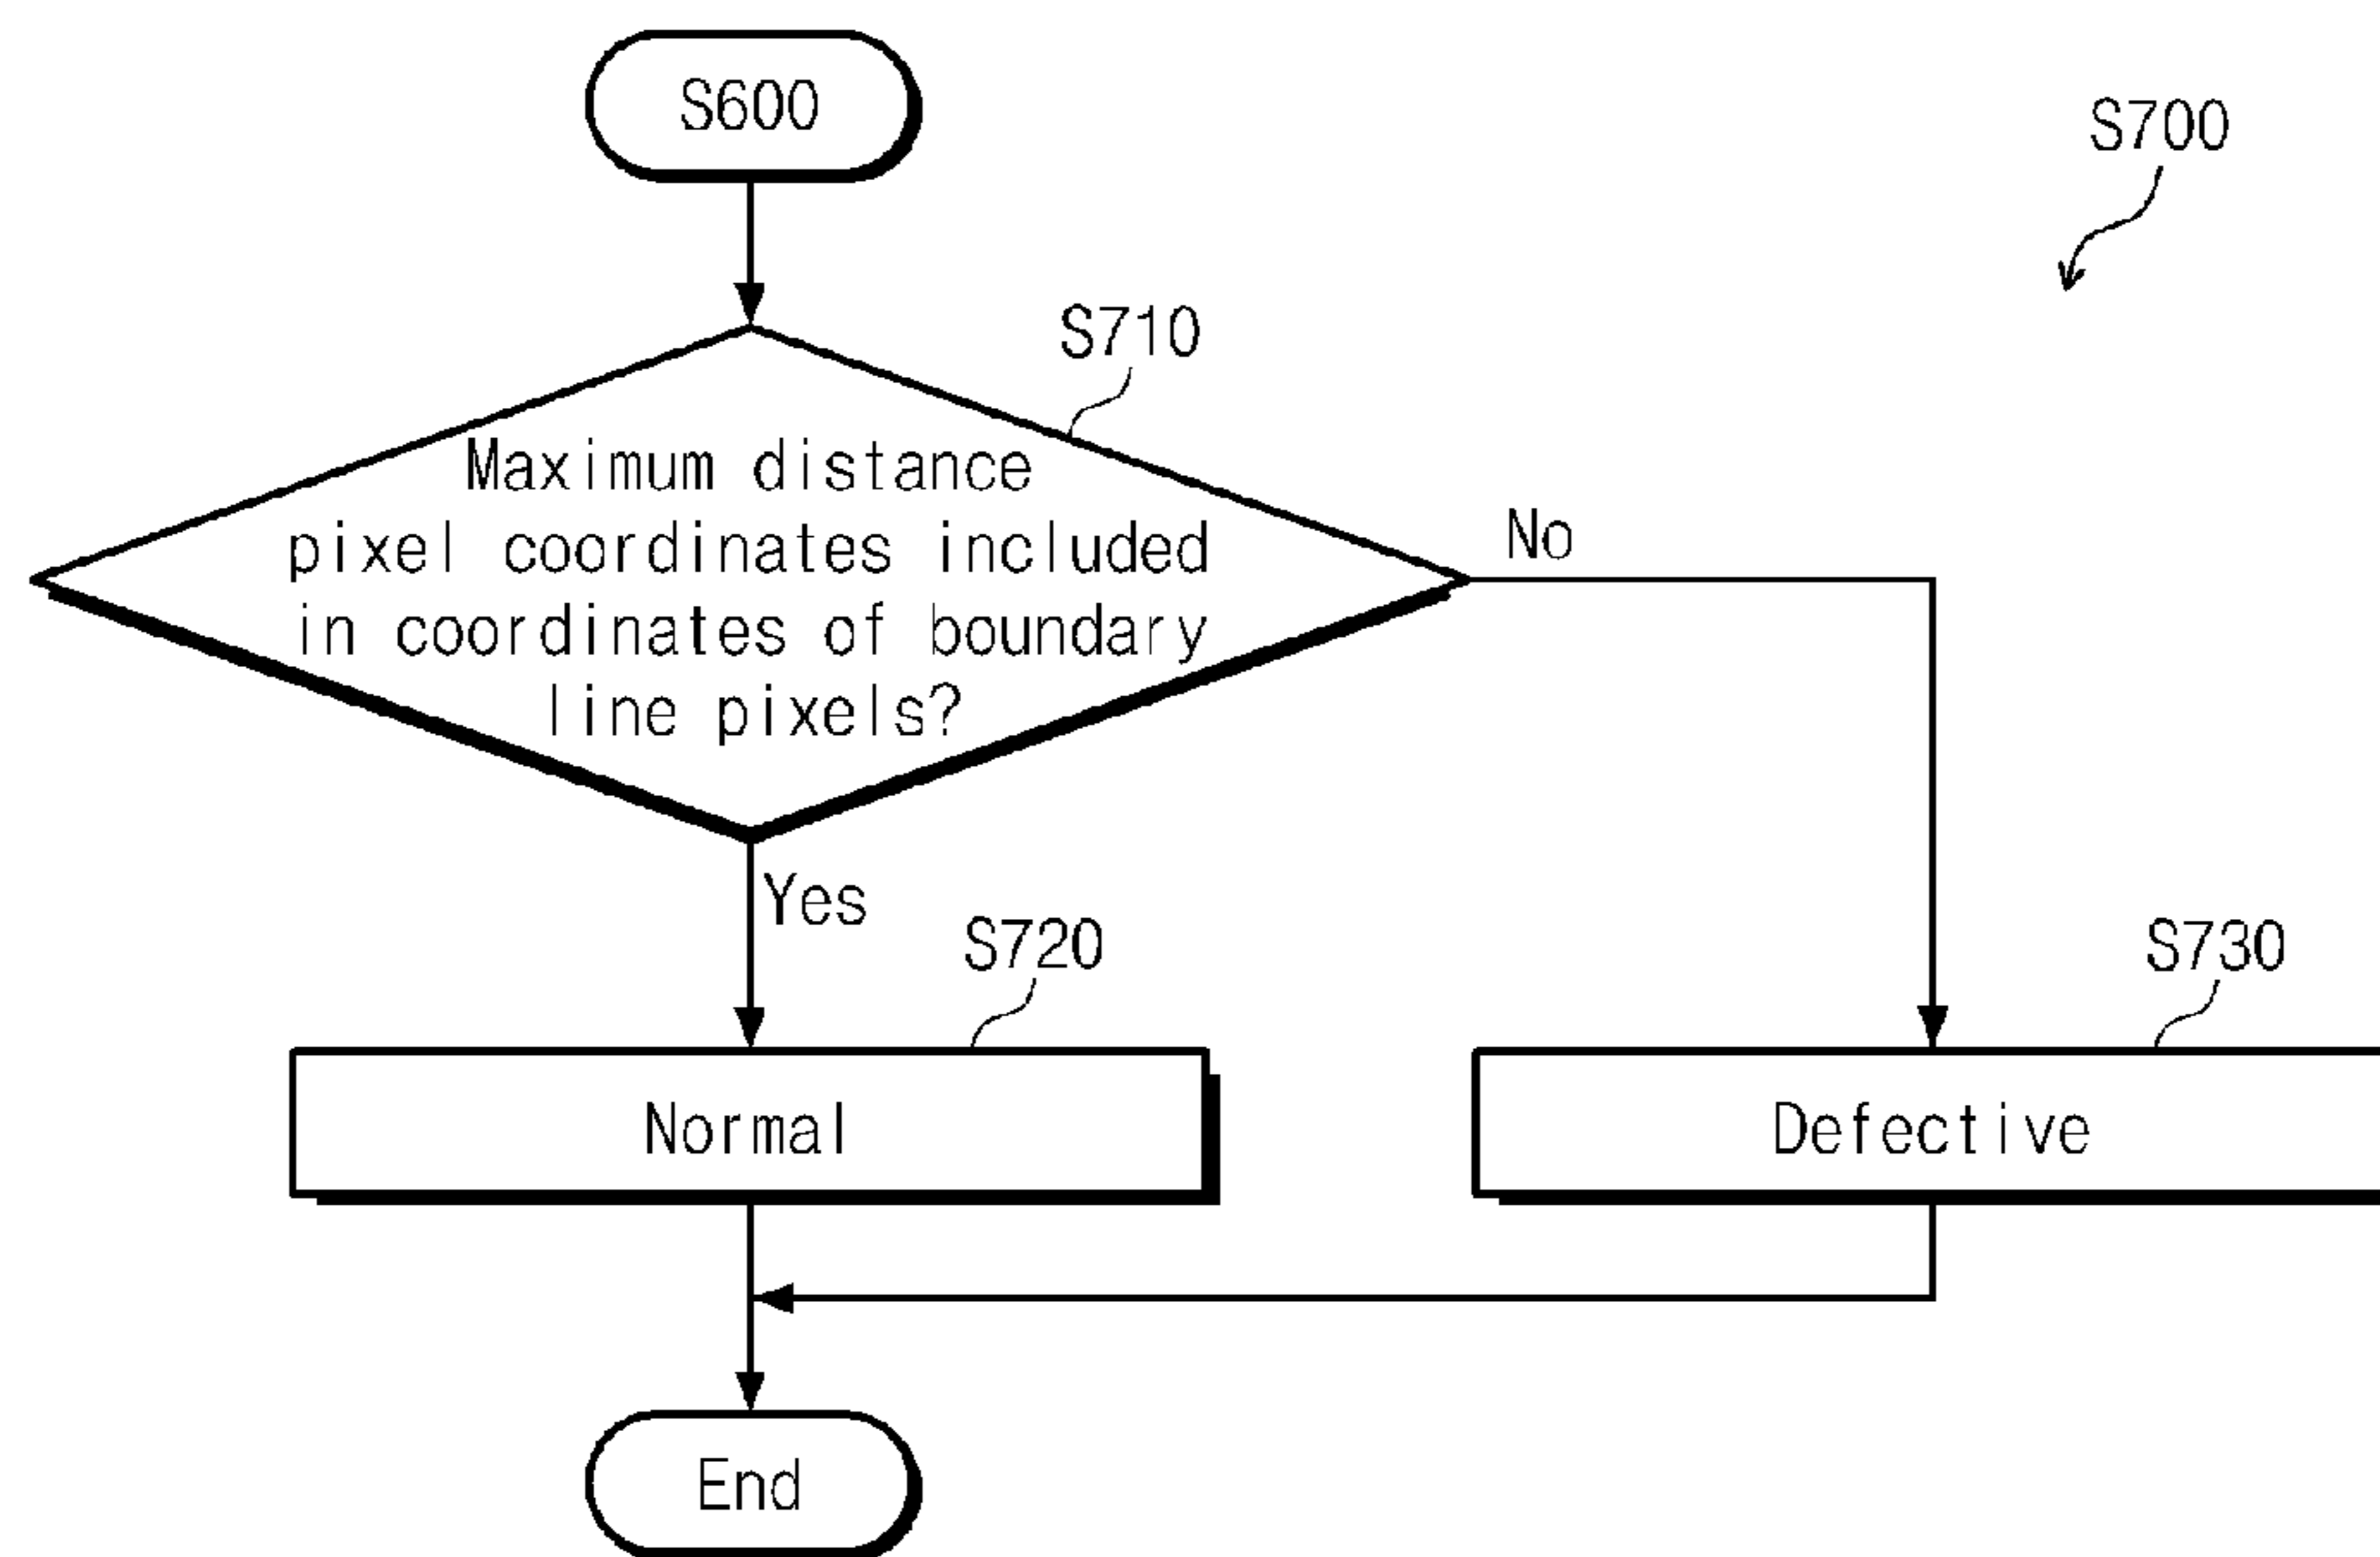 S600
S700
S710
Maximum distance
pixel coordinates included
in coordinates of boundary
line pixels?
No
Yes
S720
S730
Normal
Defective
End